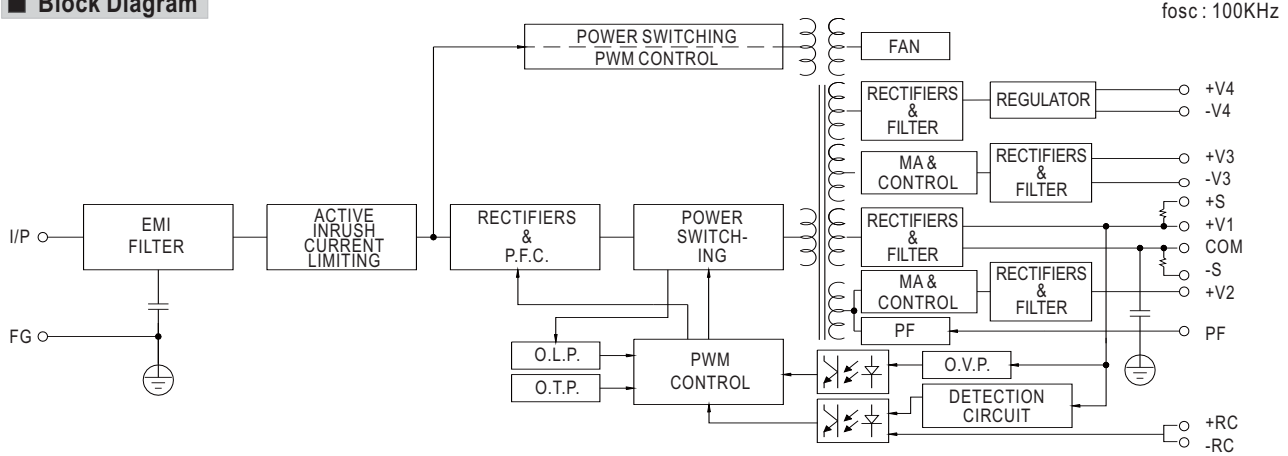 ■ Block Diagram
fosc : 100KHz
POWER SWITCHING
PWM CONTROL
FAN
RECTIFIERS
&
FILTER
REGULATOR
+V4
-V4
MA &
CONTROL
RECTIFIERS
&
FILTER
+V3
-V3
I/P
EMI
FILTER
ACTIVE
INRUSH
CURRENT
LIMITING
RECTIFIERS
&
P.F.C.
POWER
SWITCH-
ING
RECTIFIERS
&
FILTER
+S
+V1
COM
-S
MA &
CONTROL
RECTIFIERS
&
FILTER
+V2
FG
PF
PF
O.L.P.
O.T.P.
PWM
CONTROL
O.V.P.
DETECTION
CIRCUIT
+RC
-RC